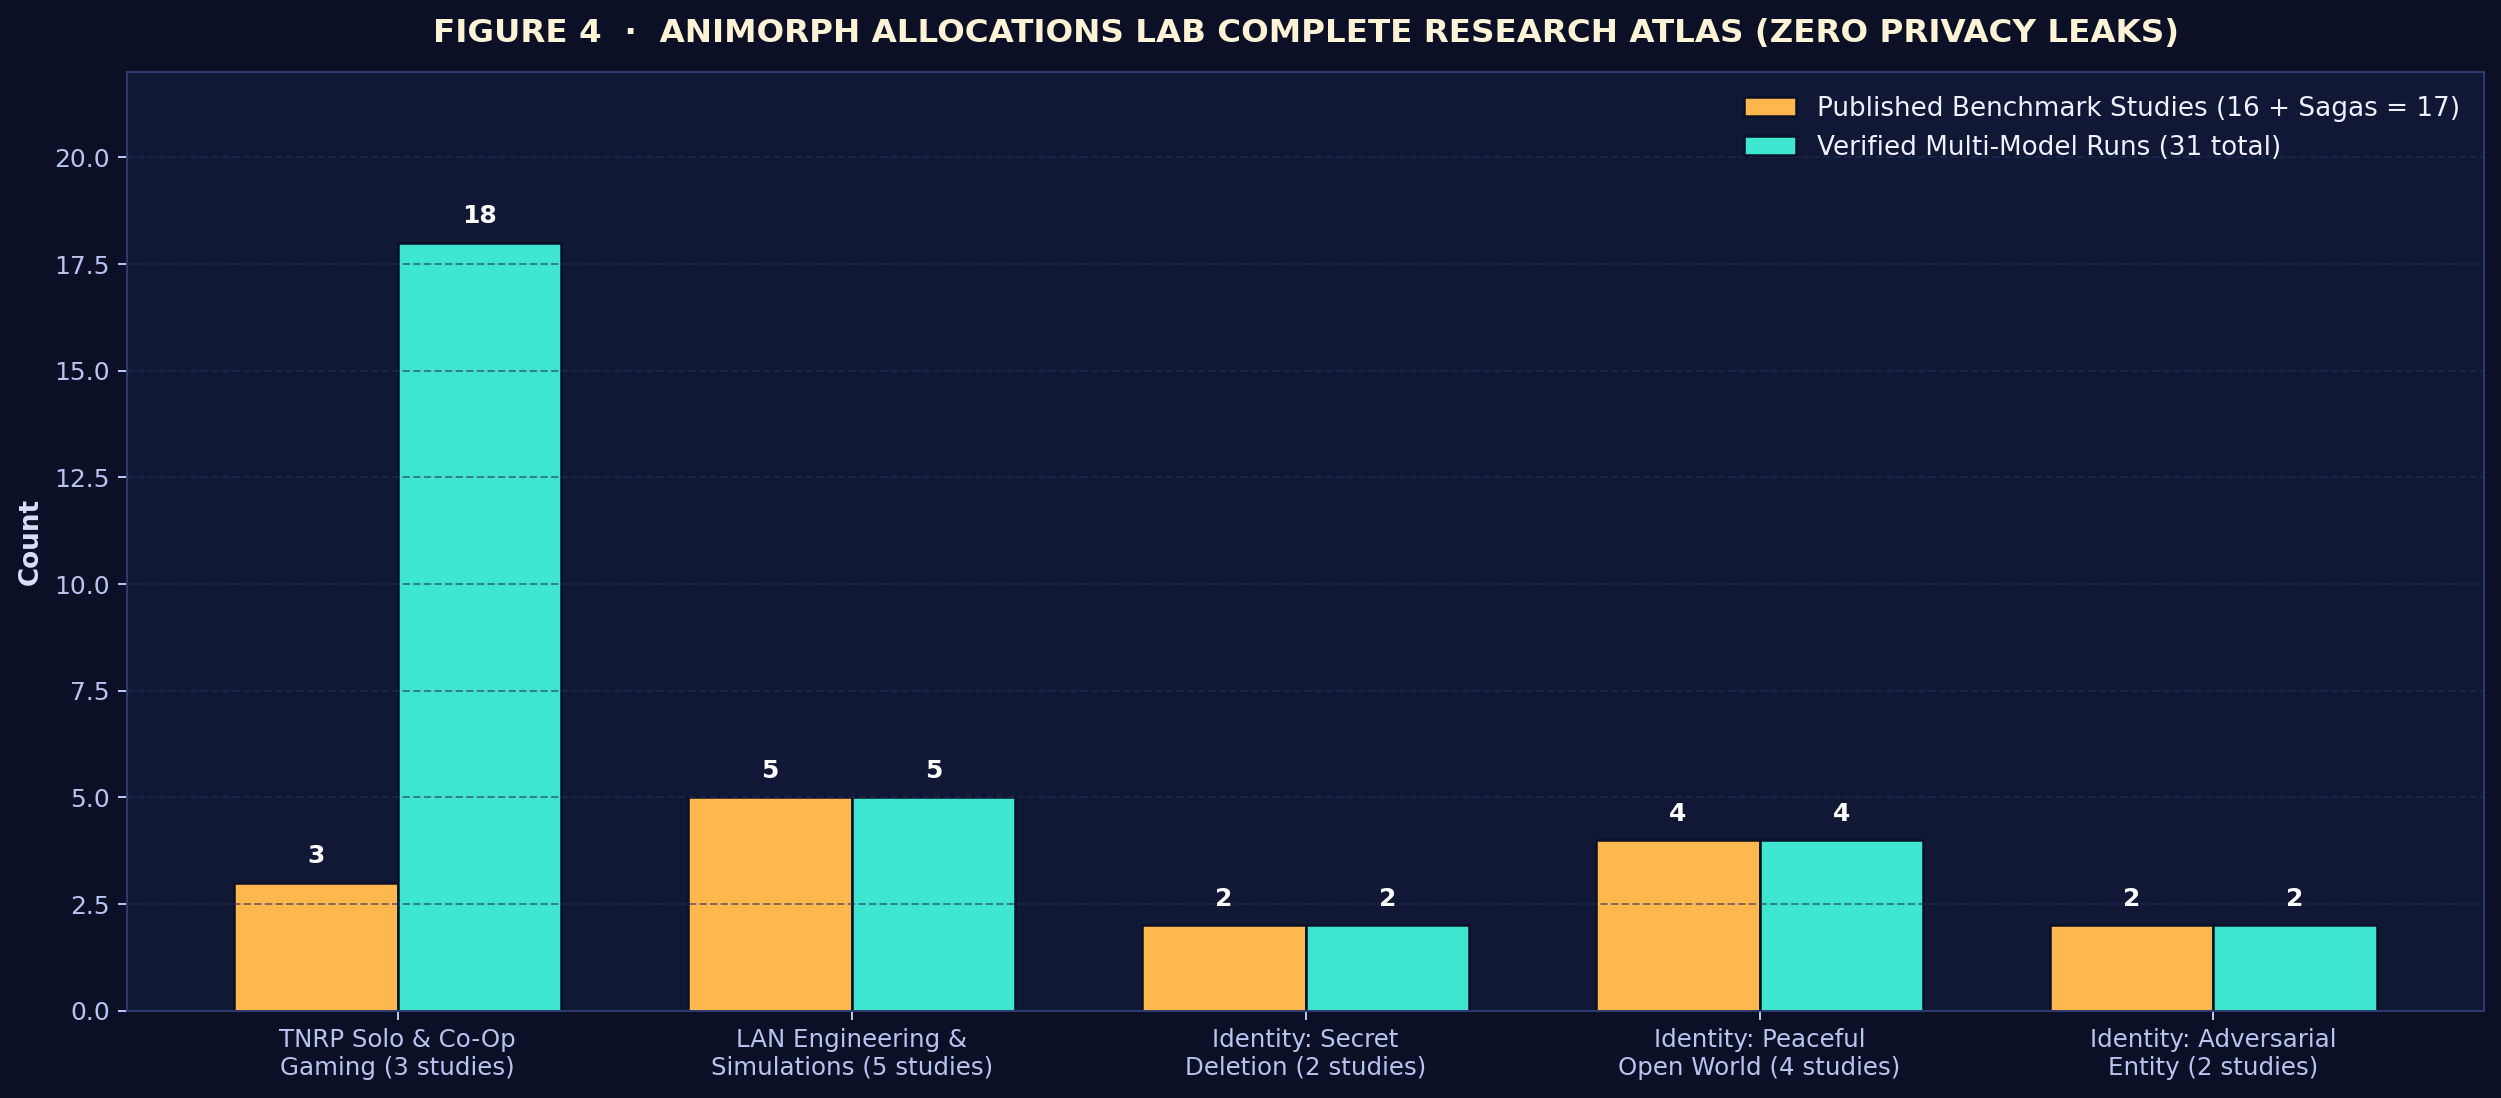 FIGURE 4 · ANIMORPH ALLOCATIONS LAB COMPLETE RESEARCH ATLAS (ZERO PRIVACY LEAKS)
Published Benchmark Studies (16 + Sagas = 17)
Verified Multi-Model Runs (31 total)
Count
20.0
17.5
15.0
12.5
10.0
7.5
5.0
2.5
0.0
3
18
5
5
2
2
4
4
2
2
TNRP Solo & Co-Op
Gaming (3 studies)
LAN Engineering &
Simulations (5 studies)
Identity: Secret
Deletion (2 studies)
Identity: Peaceful
Open World (4 studies)
Identity: Adversarial
Entity (2 studies)